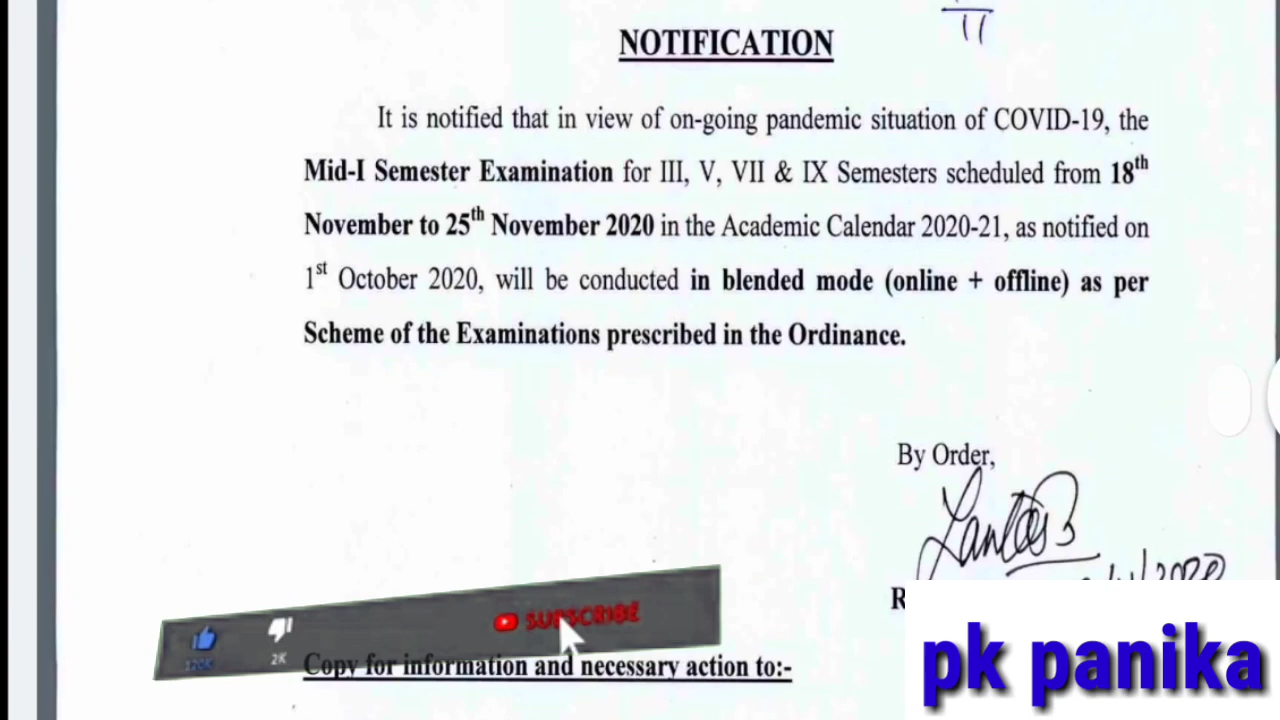 11
NOTIFICATION
It is notified that in view of on-going pandemic situation of COVID-19, the
Mid-I Semester Examination for III, V, VII & IX Semesters scheduled from 18th
November to 25th November 2020 in the Academic Calendar 2020-21, as notified on
1st October 2020, will be conducted in blended mode (online + offline) as per
Scheme of the Examinations prescribed in the Ordinance.
By Order,
R
SUBSCRIBE
2K
Copy for information and necessary action to:-
pk panika